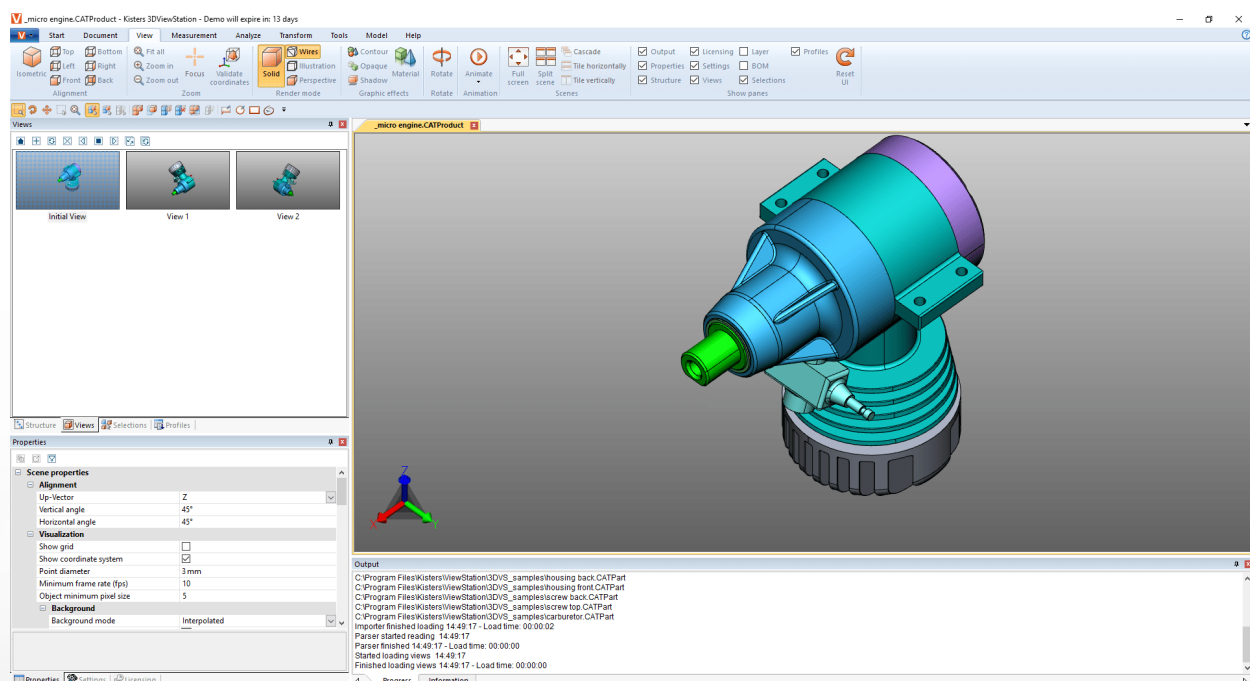 _micro engine.CATProduct - Kisters 3DViewStation - Demo will expire in: 13 days
Start Document View Measurement Analyze Transform Tools Model Help
Top Bottom Fit all Wires Contour Cascade Output Licensing Layer Profiles
Left Right Zoom in Illustration Opaque Tile horizontally Properties Settings BOM
Front Back Zoom out Perspective Shadow Tile vertically Structure Views Selections
Isometric Focus Validate coordinates Solid Material Rotate Animate Full screen Split scene Reset UI
Alignment Zoom Render mode Graphic effects Rotate Animation Scenes Show panes
Views
Initial View View 1 View 2
Structure Views Selections Profiles
Properties
Scene properties
Alignment
Up-Vector Z
Vertical angle 45°
Horizontal angle 45°
Visualization
Show grid
Show coordinate system
Point diameter 3 mm
Minimum frame rate (fps) 10
Object minimum pixel size 5
Background
Background mode Interpolated
Properties Settings Licensing
_micro engine.CATProduct
Z
X Y
Output
C:\Program Files\Kisters\ViewStation\3DVS_samples\housing back.CATPart
C:\Program Files\Kisters\ViewStation\3DVS_samples\housing front.CATPart
C:\Program Files\Kisters\ViewStation\3DVS_samples\screw back.CATPart
C:\Program Files\Kisters\ViewStation\3DVS_samples\screw top.CATPart
C:\Program Files\Kisters\ViewStation\3DVS_samples\carburetor.CATPart
Importer finished loading 14:49:17 - Load time: 00:00:02
Parser started reading 14:49:17
Parser finished 14:49:17 - Load time: 00:00:00
Started loading views 14:49:17
Finished loading views 14:49:17 - Load time: 00:00:00
Progress Information